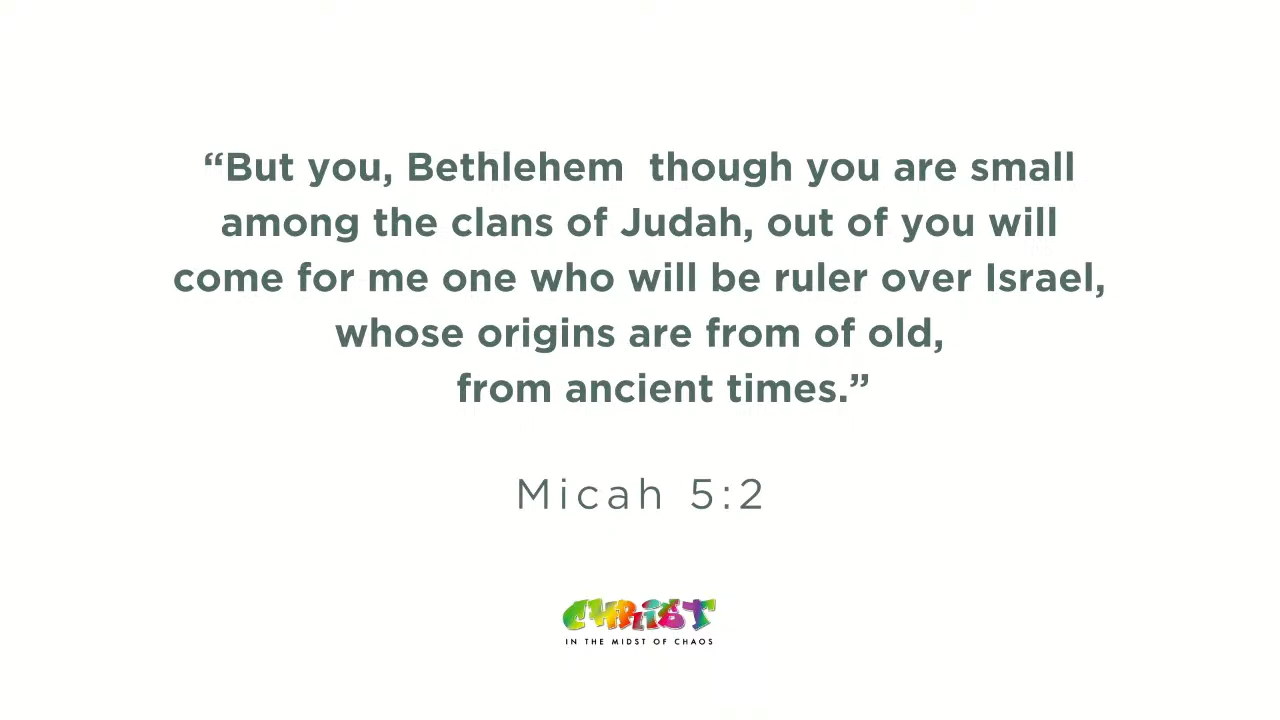 “But you, Bethlehem  though you are small
among the clans of Judah, out of you will
come for me one who will be ruler over Israel,
whose origins are from of old,
from ancient times.”
Micah 5:2
CHRIST
IN THE MIDST OF CHAOS